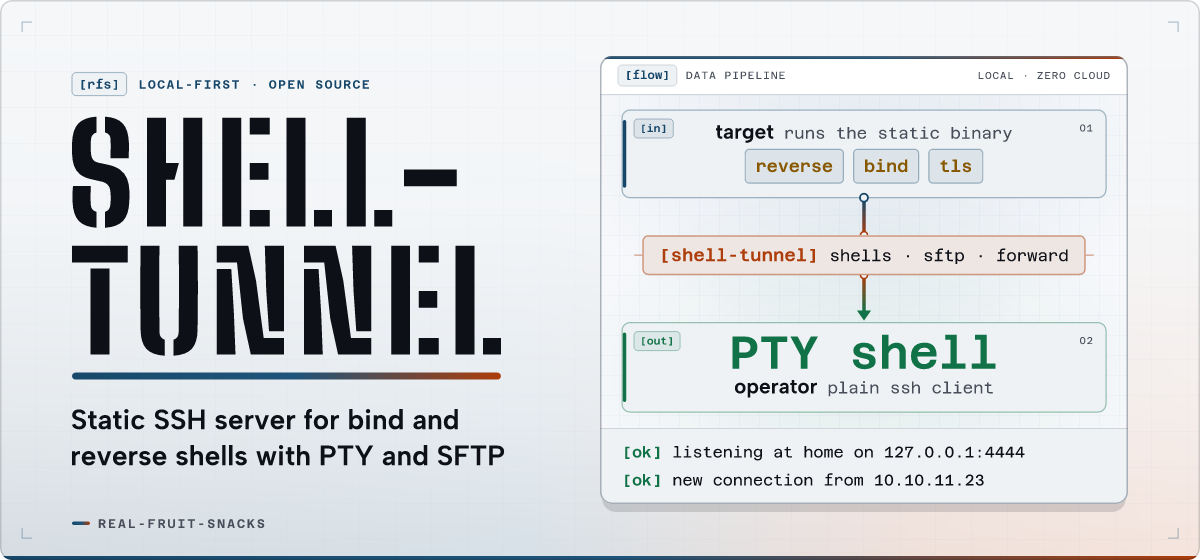 [rfs] LOCAL-FIRST · OPEN SOURCE
SHELL-
TUNNEL
Static SSH server for bind and
reverse shells with PTY and SFTP
REAL-FRUIT-SNACKS
[flow] DATA PIPELINE
LOCAL · ZERO CLOUD
[in] target runs the static binary 01
reverse bind tls
[shell-tunnel] shells · sftp · forward
[out] PTY shell 02
operator plain ssh client
[ok] listening at home on 127.0.0.1:4444
[ok] new connection from 10.10.11.23